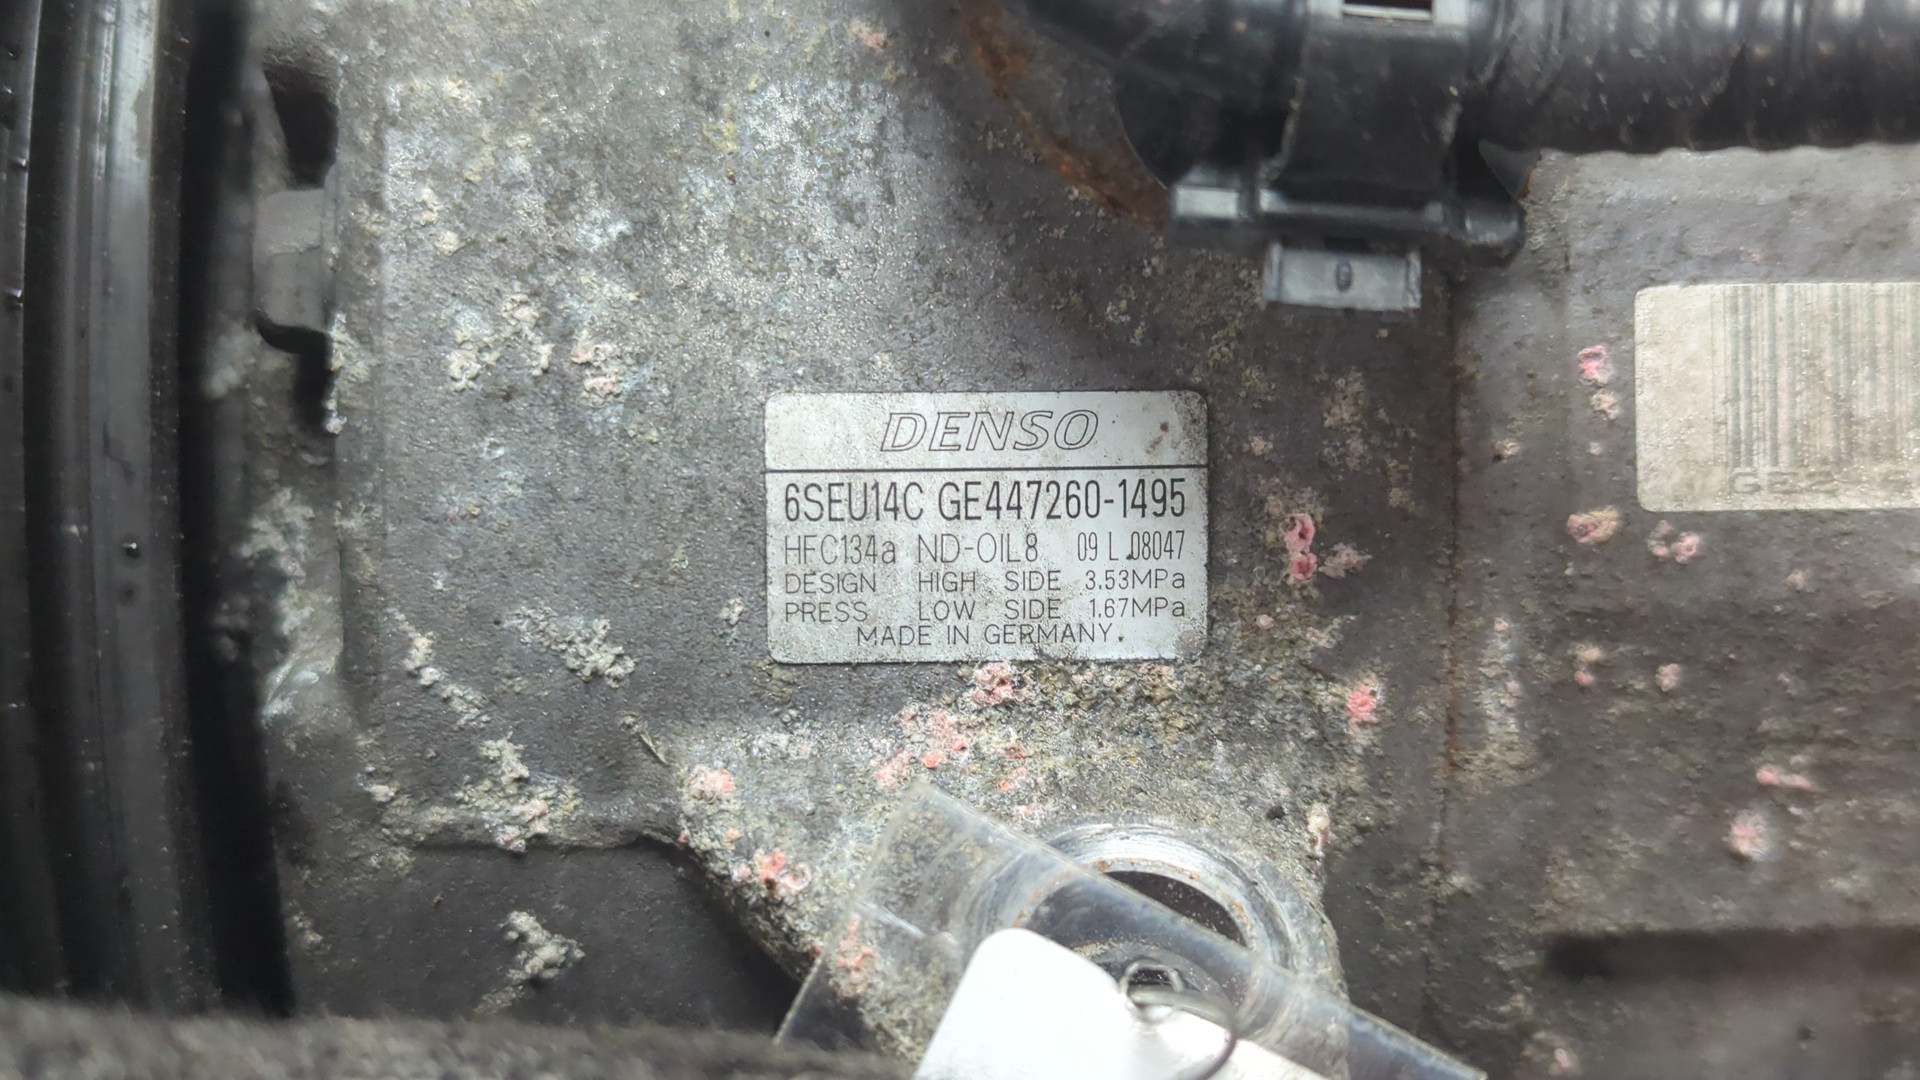 G
DENSO
6SEU14C GE447260-1495
HFC134a ND-OIL8 09 L 08047
DESIGN HIGH SIDE 3.53MPa
PRESS LOW SIDE 1.67MPa
MADE IN GERMANY